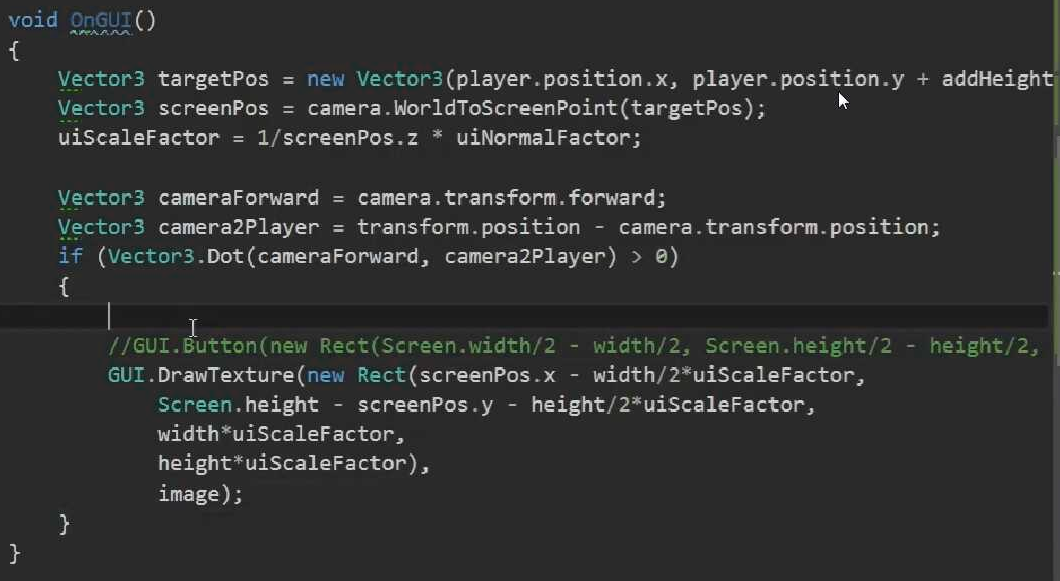 void OnGUI()
{
Vector3 targetPos = new Vector3(player.position.x, player.position.y + addHeight
Vector3 screenPos = camera.WorldToScreenPoint(targetPos);
uiScaleFactor = 1/screenPos.z * uiNormalFactor;
Vector3 cameraForward = camera.transform.forward;
Vector3 camera2Player = transform.position - camera.transform.position;
if (Vector3.Dot(cameraForward, camera2Player) > 0)
{
//GUI.Button(new Rect(Screen.width/2 - width/2, Screen.height/2 - height/2,
GUI.DrawTexture(new Rect(screenPos.x - width/2*uiScaleFactor,
Screen.height - screenPos.y - height/2*uiScaleFactor,
width*uiScaleFactor,
height*uiScaleFactor),
image);
}
}